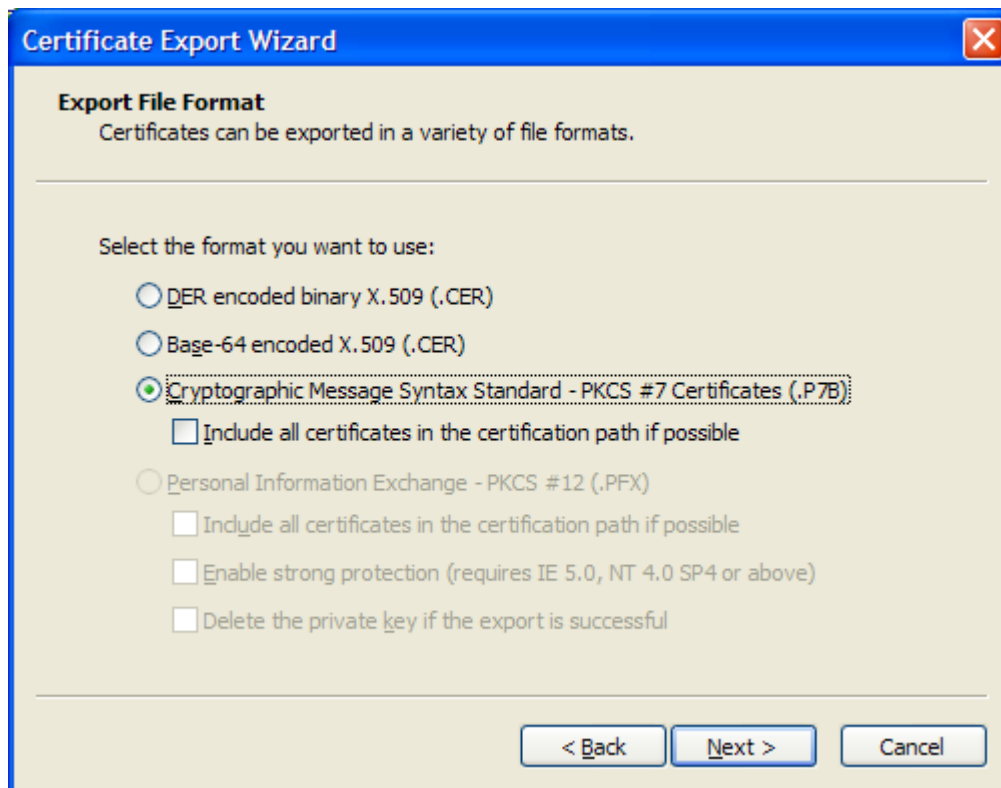 Certificate Export Wizard
Export File Format
Certificates can be exported in a variety of file formats.
Select the format you want to use:
DER encoded binary X.509 (.CER)
Base-64 encoded X.509 (.CER)
Cryptographic Message Syntax Standard - PKCS #7 Certificates (.P7B)
Include all certificates in the certification path if possible
Personal Information Exchange - PKCS #12 (.PFX)
Include all certificates in the certification path if possible
Enable strong protection (requires IE 5.0, NT 4.0 SP4 or above)
Delete the private key if the export is successful
< Back Next > Cancel